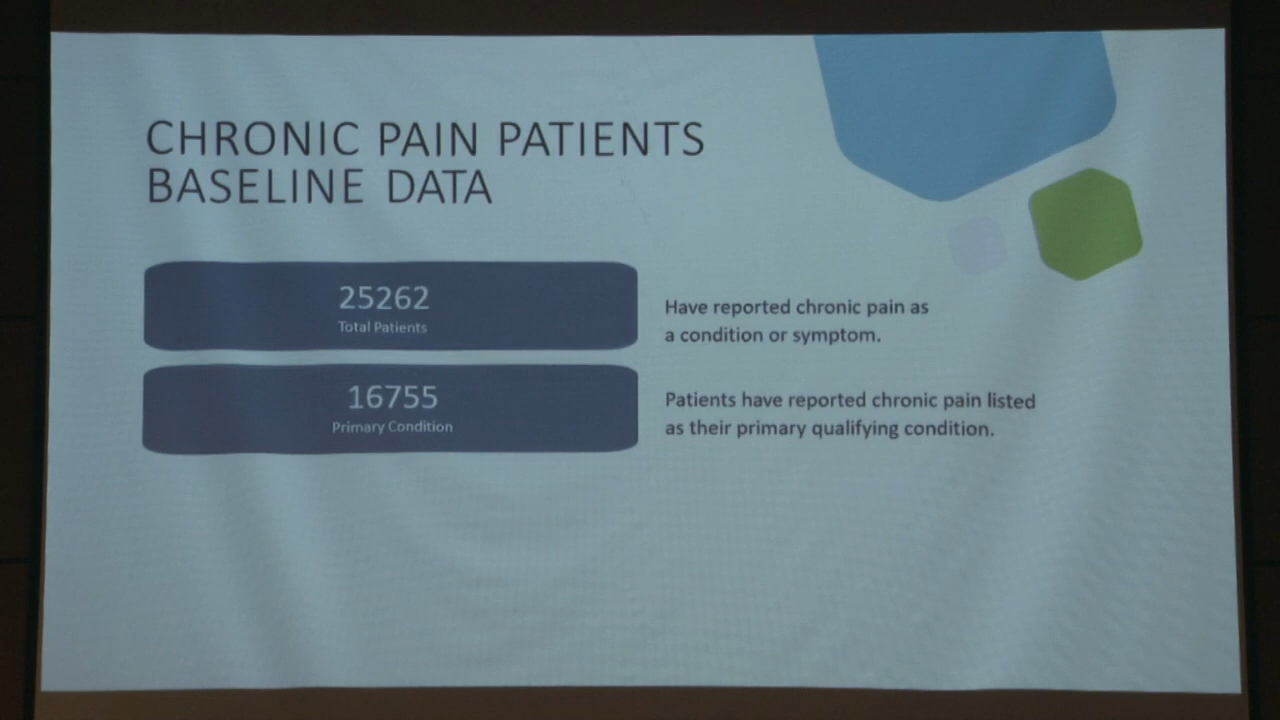 CHRONIC PAIN PATIENTS
BASELINE DATA
25262
Total Patients
Have reported chronic pain as
a condition or symptom.
16755
Primary Condition
Patients have reported chronic pain listed
as their primary qualifying condition.